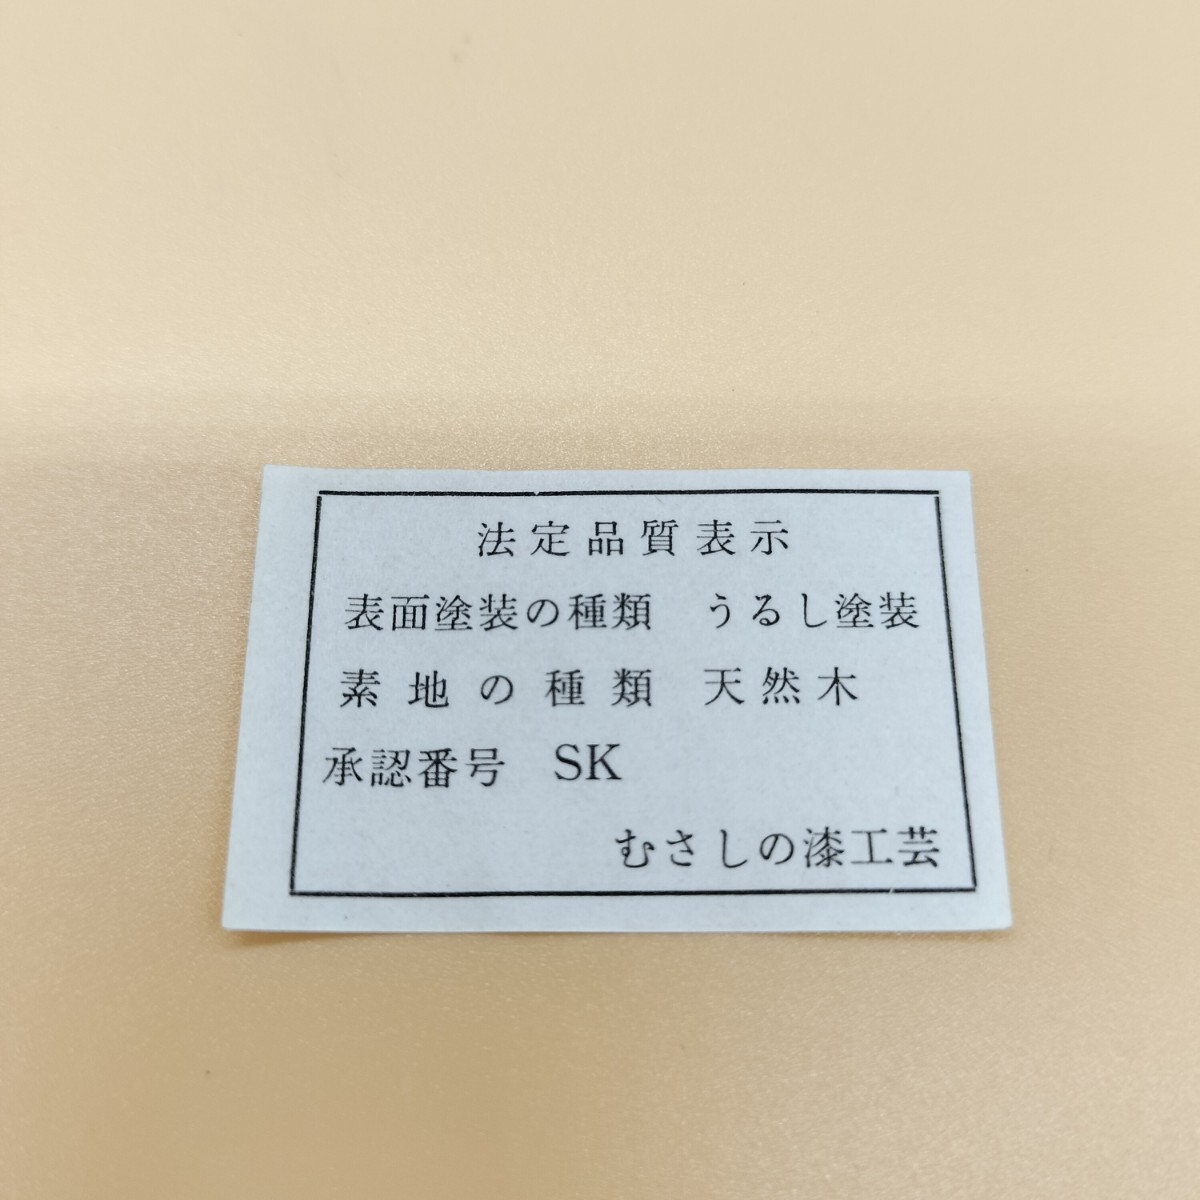 法定品質表示
表面塗装の種類　うるし塗装
素地の種類　天然木
承認番号　SK
むさしの漆工芸